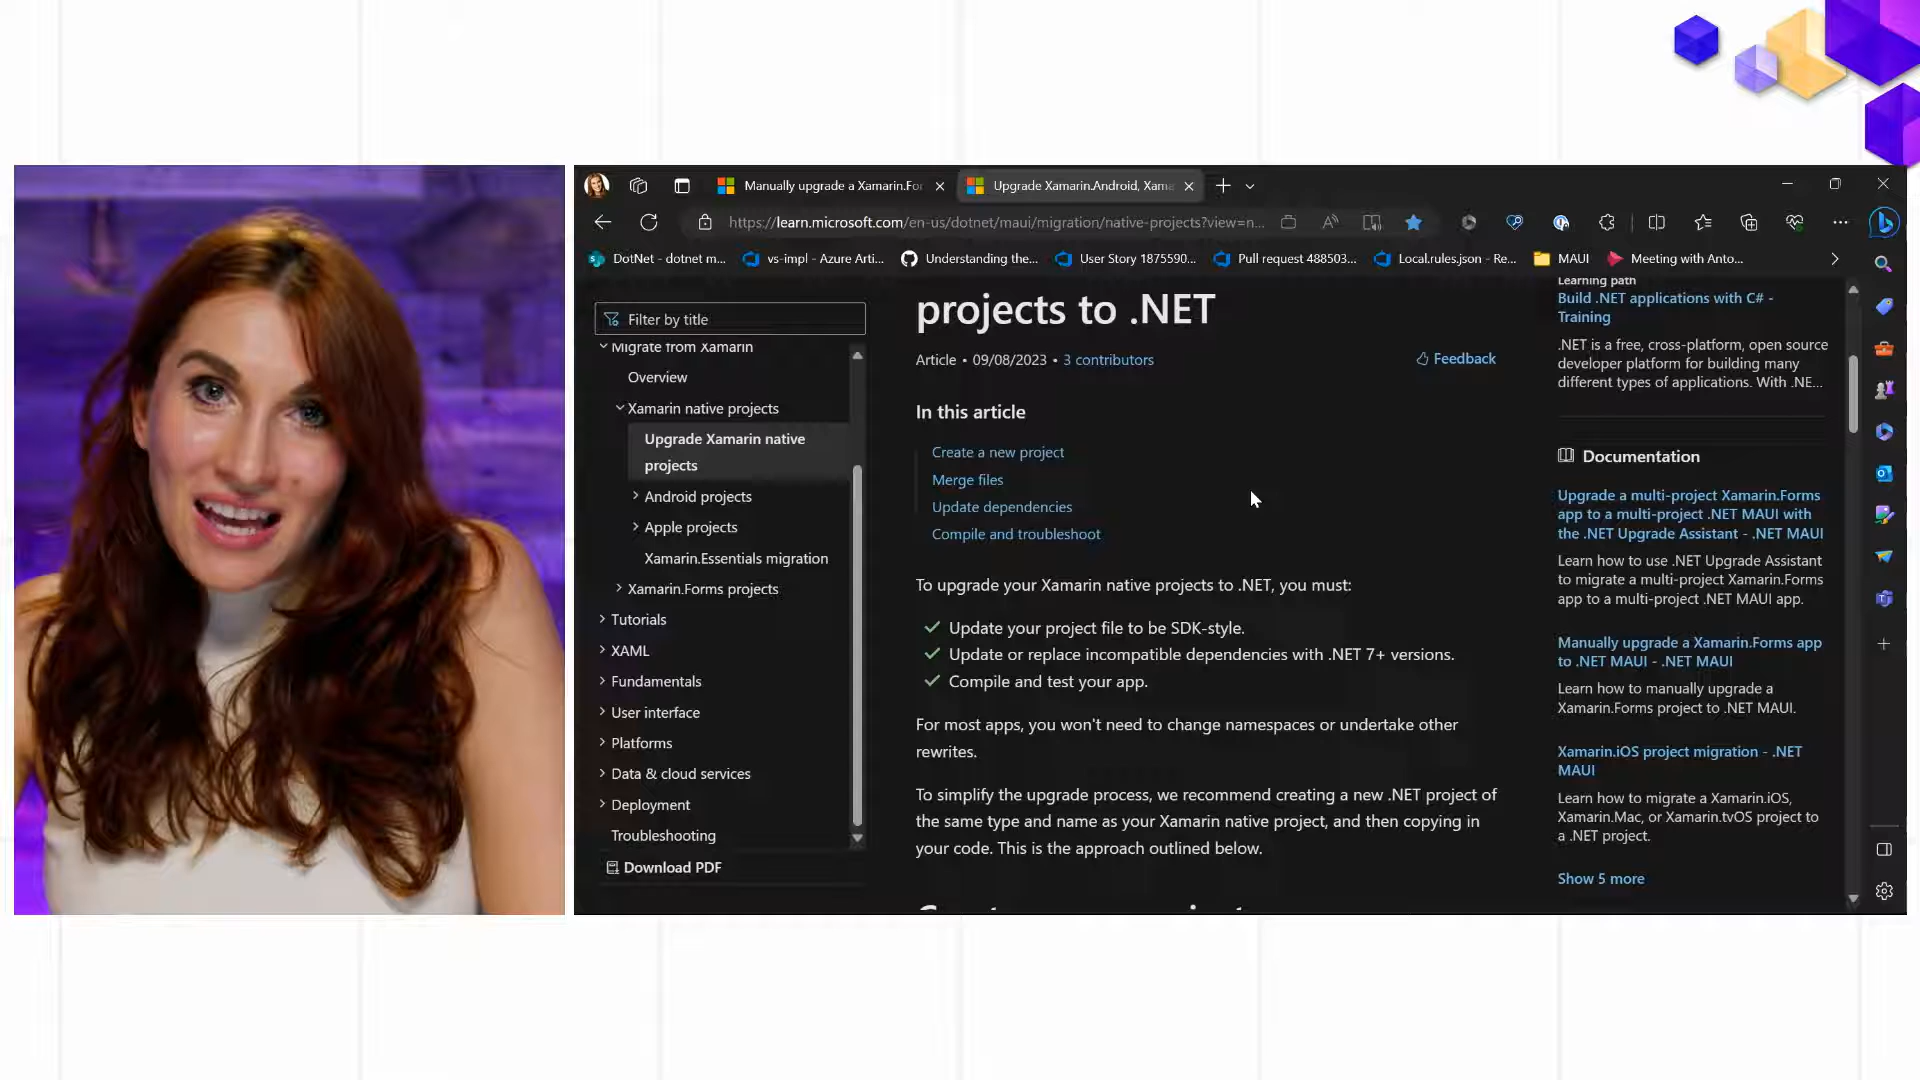 Manually upgrade a Xamarin.For
Upgrade Xamarin.Android, Xama
https://learn.microsoft.com/en-us/dotnet/maui/migration/native-projects?view=n...
DotNet - dotnet m...
vs-impl - Azure Arti...
Understanding the...
User Story 1875590...
Pull request 488503...
Local.rules.json - Re...
MAUI
Meeting with Anto...
Filter by title
Migrate from Xamarin
Overview
Xamarin native projects
Upgrade Xamarin native
projects
Android projects
Apple projects
Xamarin.Essentials migration
Xamarin.Forms projects
Tutorials
XAML
Fundamentals
User interface
Platforms
Data & cloud services
Deployment
Troubleshooting
Download PDF
projects to .NET
Article • 09/08/2023 • 3 contributors
Feedback
In this article
Create a new project
Merge files
Update dependencies
Compile and troubleshoot
To upgrade your Xamarin native projects to .NET, you must:
Update your project file to be SDK-style.
Update or replace incompatible dependencies with .NET 7+ versions.
Compile and test your app.
For most apps, you won't need to change namespaces or undertake other
rewrites.
To simplify the upgrade process, we recommend creating a new .NET project of
the same type and name as your Xamarin native project, and then copying in
your code. This is the approach outlined below.
Learning path
Build .NET applications with C# -
Training
.NET is a free, cross-platform, open source
developer platform for building many
different types of applications. With .NE...
Documentation
Upgrade a multi-project Xamarin.Forms
app to a multi-project .NET MAUI with
the .NET Upgrade Assistant - .NET MAUI
Learn how to use .NET Upgrade Assistant
to migrate a multi-project Xamarin.Forms
app to a multi-project .NET MAUI app.
Manually upgrade a Xamarin.Forms app
to .NET MAUI - .NET MAUI
Learn how to manually upgrade a
Xamarin.Forms project to .NET MAUI.
Xamarin.iOS project migration - .NET
MAUI
Learn how to migrate a Xamarin.iOS,
Xamarin.Mac, or Xamarin.tvOS project to
a .NET project.
Show 5 more